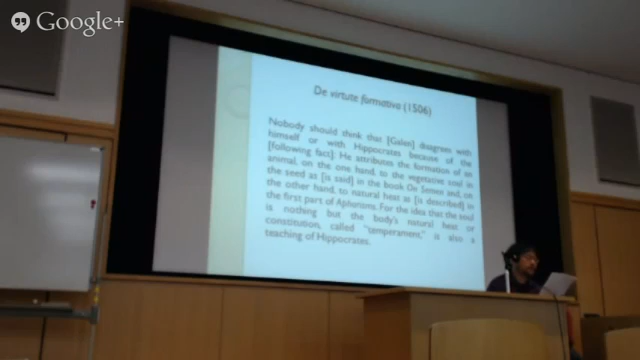 Google+
De virtute formativa (1506)
Nobody should think that [Galen] disagrees with
himself or with Hippocrates because of the
[following fact]: He attributes the formation of an
animal, on the one hand, to the vegetative soul in
the seed as [is said] in the book De Semen and, on
the other hand, to natural heat as [is described] in
the first part of Aphorisms. For the idea that the soul
is nothing but the body's natural heat or
constitution, called "temperament," is also a
teaching of Hippocrates.